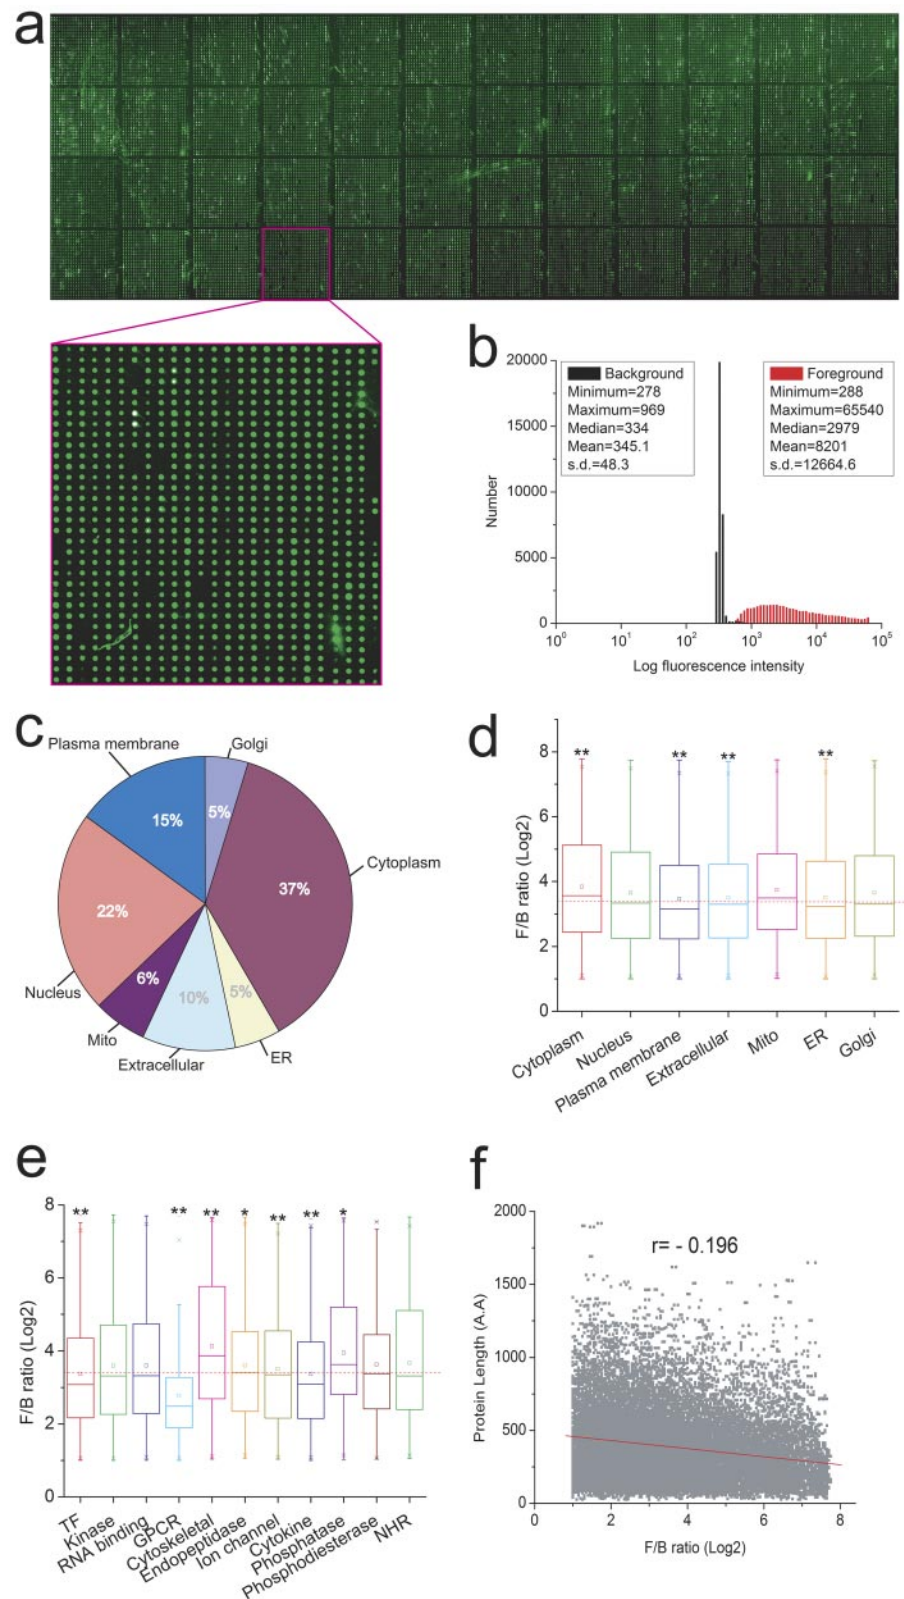 a
b
20000
15000
10000
5000
0
Number
Background
Minimum=278
Maximum=969
Median=334
Mean=345.1
s.d.=48.3
Foreground
Minimum=288
Maximum=65540
Median=2979
Mean=8201
s.d.=12664.6
10⁰ 10¹ 10² 10³ 10⁴ 10⁵
Log fluorescence intensity
c
Plasma membrane
Golgi
15%
5%
Cytoplasm
37%
22%
6%
10%
5%
Nucleus
Mito
Extracellular
ER
d
8
6
4
2
0
F/B ratio (Log2)
** ** ** **
Cytoplasm
Nucleus
Plasma membrane
Extracellular
Mito
ER
Golgi
e
8
6
4
2
0
F/B ratio (Log2)
** ** ** * ** ** *
TF
Kinase
RNA binding
GPCR
Cytoskeletal
Endopeptidase
Ion channel
Cytokine
Phosphatase
Phosphodiesterase
NHR
f
2000
1500
1000
500
0
Protein Length (A.A)
r= - 0.196
0 2 4 6 8
F/B ratio (Log2)